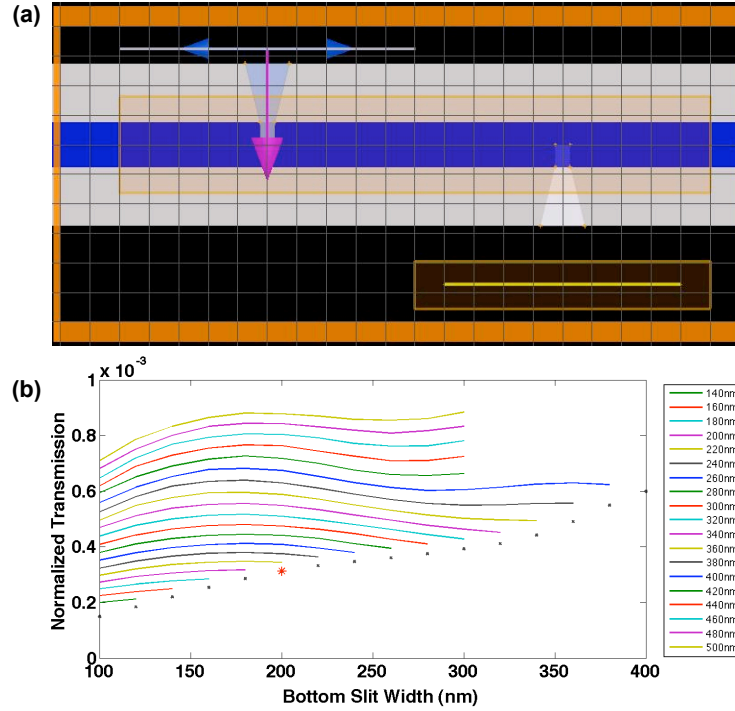 (a)
(b)
x 10⁻³
1
0.8
0.6
0.4
0.2
0
Normalized Transmission
100
150
200
250
300
350
400
Bottom Slit Width (nm)
140nm
160nm
180nm
200nm
220nm
240nm
260nm
280nm
300nm
320nm
340nm
360nm
380nm
400nm
420nm
440nm
460nm
480nm
500nm